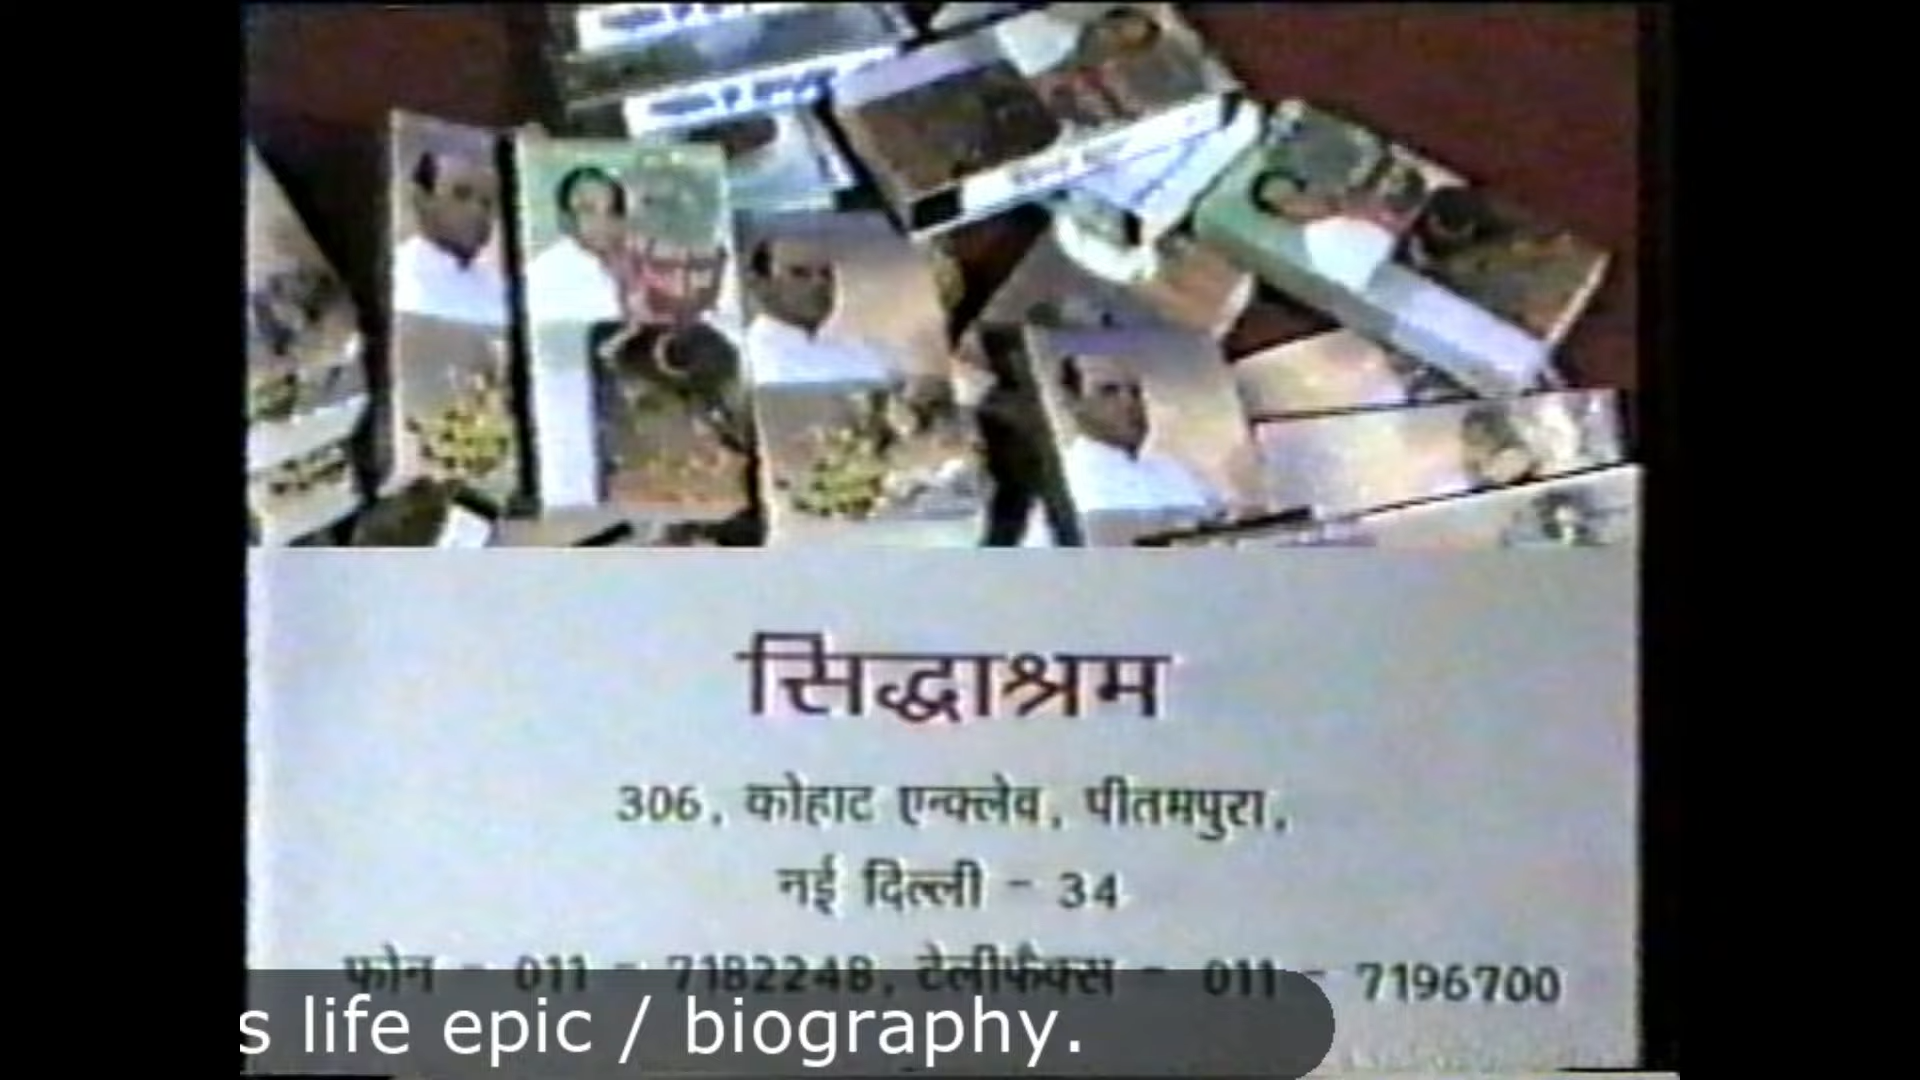 सिद्धाश्रम
306, कोहाट एन्क्लेव, पीतमपुरा,
नई दिल्ली - 34
फोन - 011 - 7182248, टेलीफैक्स - 011 - 7196700
s life epic / biography.